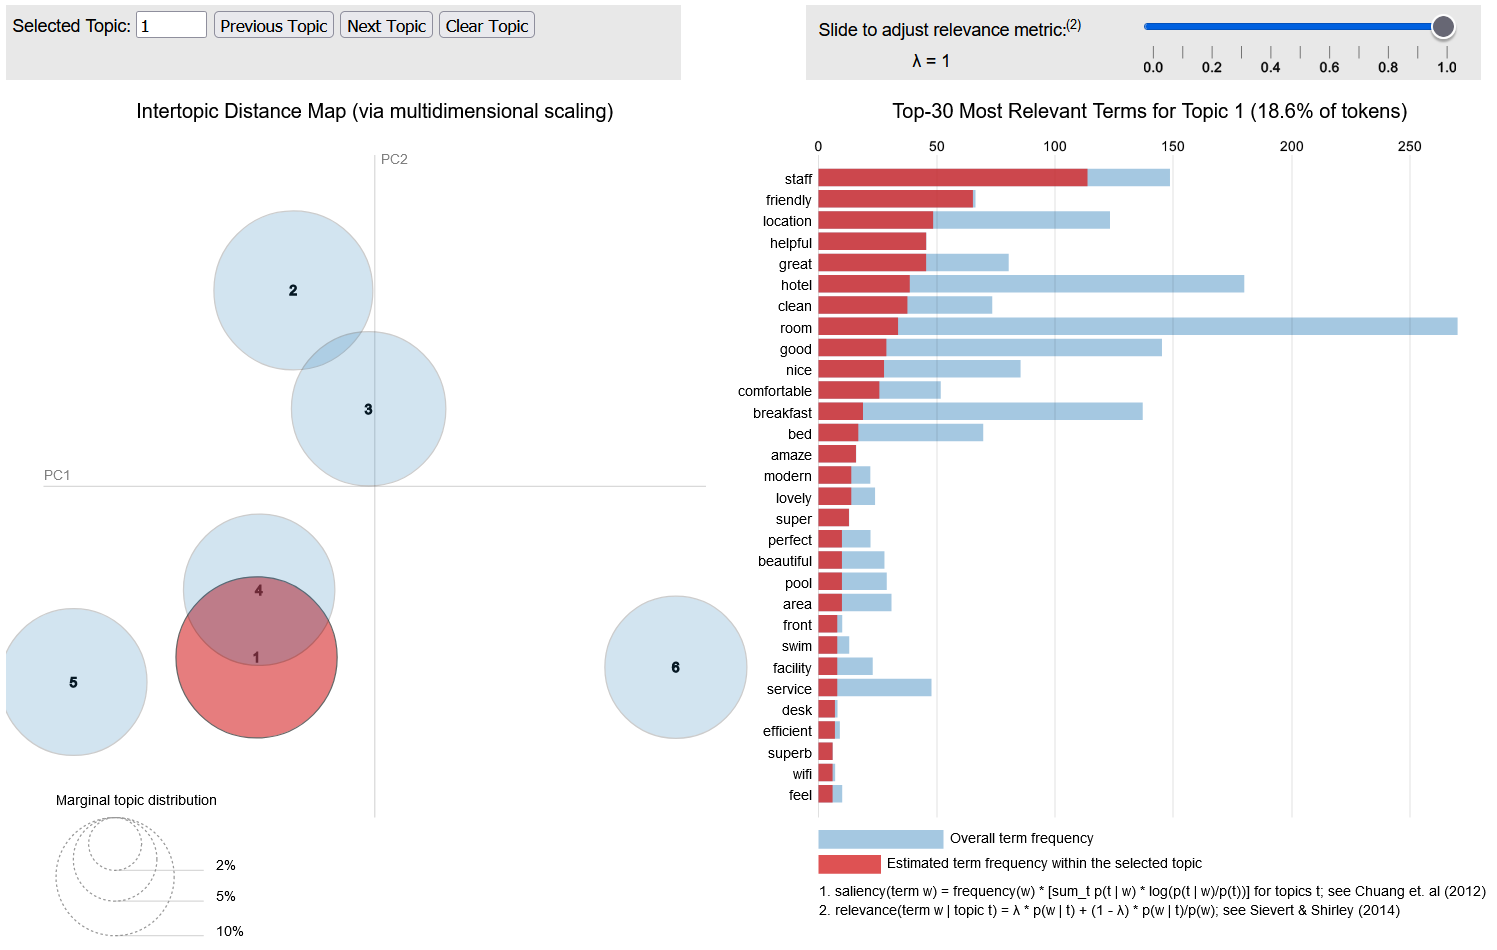 Selected Topic: 1 Previous Topic Next Topic Clear Topic
Slide to adjust relevance metric:(2)
λ = 1
0.0 0.2 0.4 0.6 0.8 1.0
Intertopic Distance Map (via multidimensional scaling)
PC2
PC1
2
3
4
1
5
6
Marginal topic distribution
2%
5%
10%
Top-30 Most Relevant Terms for Topic 1 (18.6% of tokens)
0 50 100 150 200 250
staff
friendly
location
helpful
great
hotel
clean
room
good
nice
comfortable
breakfast
bed
amaze
modern
lovely
super
perfect
beautiful
pool
area
front
swim
facility
service
desk
efficient
superb
wifi
feel
Overall term frequency
Estimated term frequency within the selected topic
1. saliency(term w) = frequency(w) * [sum_t p(t | w) * log(p(t | w)/p(t))] for topics t; see Chuang et. al (2012)
2. relevance(term w | topic t) = λ * p(w | t) + (1 - λ) * p(w | t)/p(w); see Sievert & Shirley (2014)